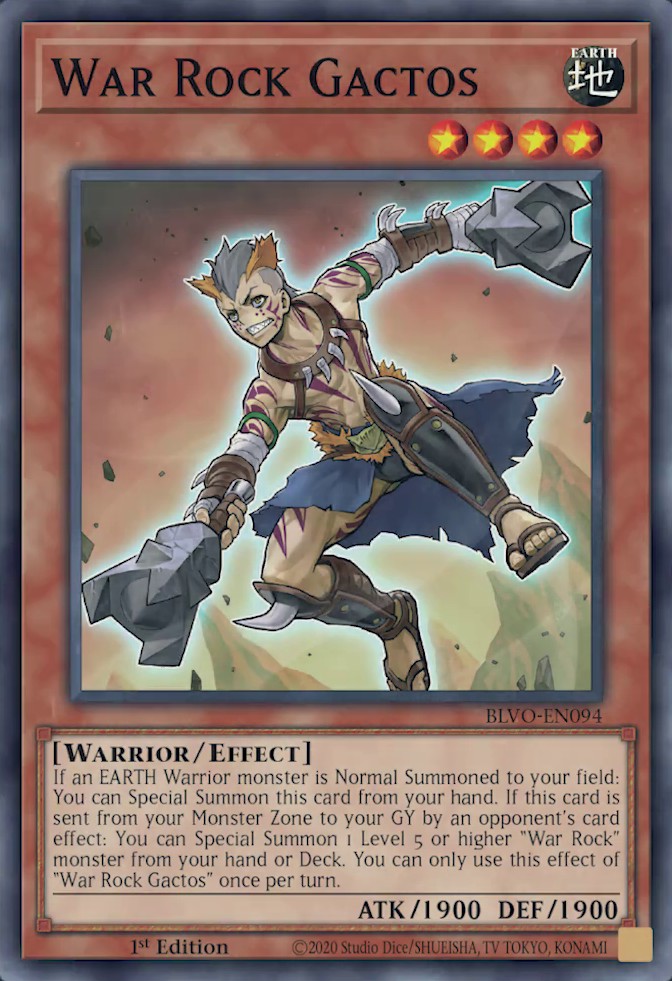 War Rock Gactos
EARTH
地
BLVO-EN094
[Warrior/Effect]
If an EARTH Warrior monster is Normal Summoned to your field:
You can Special Summon this card from your hand. If this card is
sent from your Monster Zone to your GY by an opponent's card
effect: You can Special Summon 1 Level 5 or higher "War Rock"
monster from your hand or Deck. You can only use this effect of
"War Rock Gactos" once per turn.
ATK/1900 DEF/1900
1st Edition
©2020 Studio Dice/SHUEISHA, TV TOKYO, KONAMI